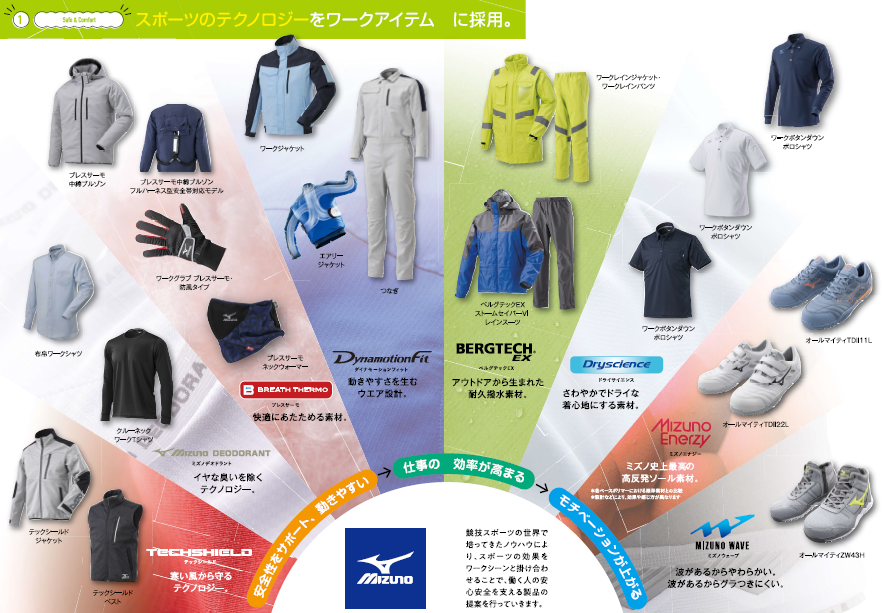 1 Safe & Comfort スポーツのテクノロジーをワークアイテム に採用。
ブレスサーモ
中綿ブルゾン
ブレスサーモ中綿ブルゾン
フルハーネス型安全帯対応モデル
ワークジャケット
エアリー
ジャケット
つなぎ
ワークグラブ ブレスサーモ・
防風タイプ
ブレスサーモ
ネックウォーマー
布帛ワークシャツ
クルーネック
ワークTシャツ
テックシールド
ジャケット
テックシールド
ベスト
ワークレインジャケット・
ワークレインパンツ
ベルグテックEX
ストームセイバーVI
レインスーツ
ワークボタンダウン
ポロシャツ
ワークボタンダウン
ポロシャツ
ワークボタンダウン
ポロシャツ
オールマイティTDII11L
オールマイティTDII22L
オールマイティZW43H
TECHSHIELD
テックシールド
寒い風から守る
テクノロジー。
Mizuno DEODORANT
ミズノデオドラント
イヤな臭いを除く
テクノロジー。
B BREATH THERMO
ブレスサーモ
快適にあたためる素材。
DynamotionFit
ダイナモーションフィット
動きやすさを生む
ウエア設計。
BERGTECH EX
ベルグテックEX
アウトドアから生まれた
耐久撥水素材。
Dryscience
ドライサイエンス
さわやかでドライな
着心地にする素材。
Mizuno
Enerzy
ミズノエナジー
ミズノ史上最高の
高反発ソール素材。
MIZUNO WAVE
ミズノウェーブ
波があるからやわらかい。
波があるからグラつきにくい。
安全性をサポート、動きやすい
仕事の 効率が高まる
モチベーションが上がる
MIZUNO
競技スポーツの世界で
培ってきたノウハウによ
り、スポーツの効果を
ワークシーンと掛け合わ
せることで、働く人の安
心安全を支える製品の
提案を行っていきます。